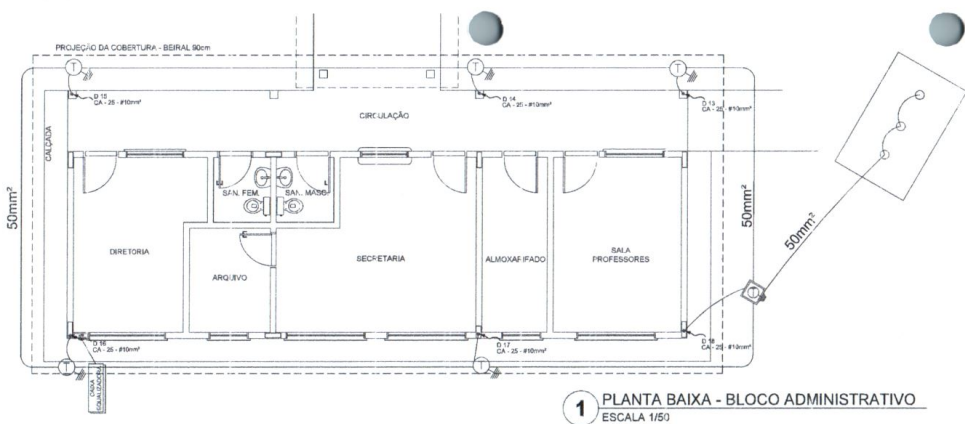 PROJEÇÃO DA COBERTURA - BEIRAL 90cm
T
T
T
D 15
CA - 25 - #10mm²
D 14
CA - 25 - #10mm²
D 13
CA - 25 - #10mm²
CIRCULAÇÃO
CALÇADA
50mm²
SAN. FEM.
SAN. MASC.
50mm²
50mm²
DIRETORIA
ARQUIVO
SECRETARIA
ALMOXARIFADO
SALA
PROFESSORES
T
D 16
CA - 25 - #10mm²
D 17
CA - 25 - #10mm²
D 18
CA - 25 - #10mm²
T
T
CAIXA
EQUALIZADORA
1
PLANTA BAIXA - BLOCO ADMINISTRATIVO
ESCALA 1/50